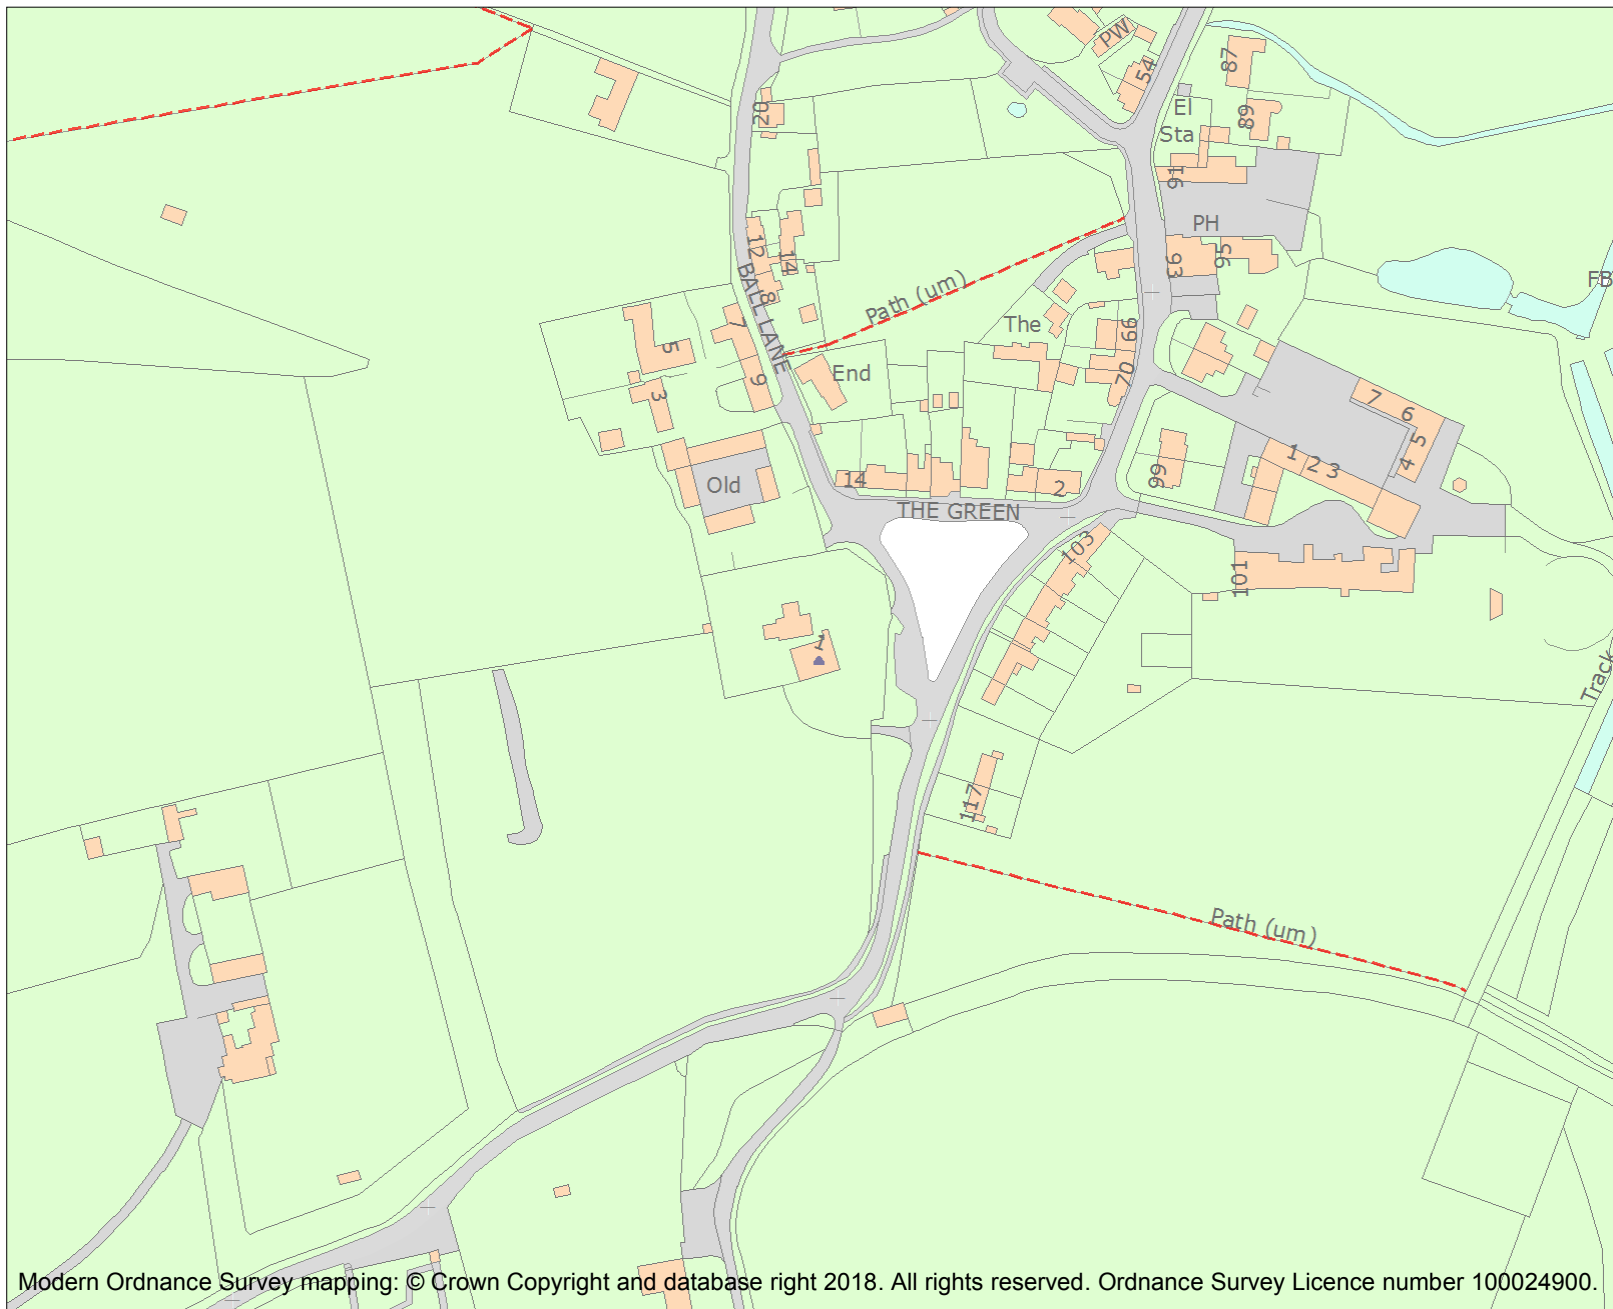 PW
54
87
El
Sta
89
20
91
PH
12
14
93
95
FB
BALL LANE
8
Path (um)
The
66
7
5
End
70
9
3
7
6
5
4
1
2
3
Old
14
2
99
THE GREEN
103
101
1
Track
117
Path (um)
Modern Ordnance Survey mapping: © Crown Copyright and database right 2018. All rights reserved. Ordnance Survey Licence number 100024900.